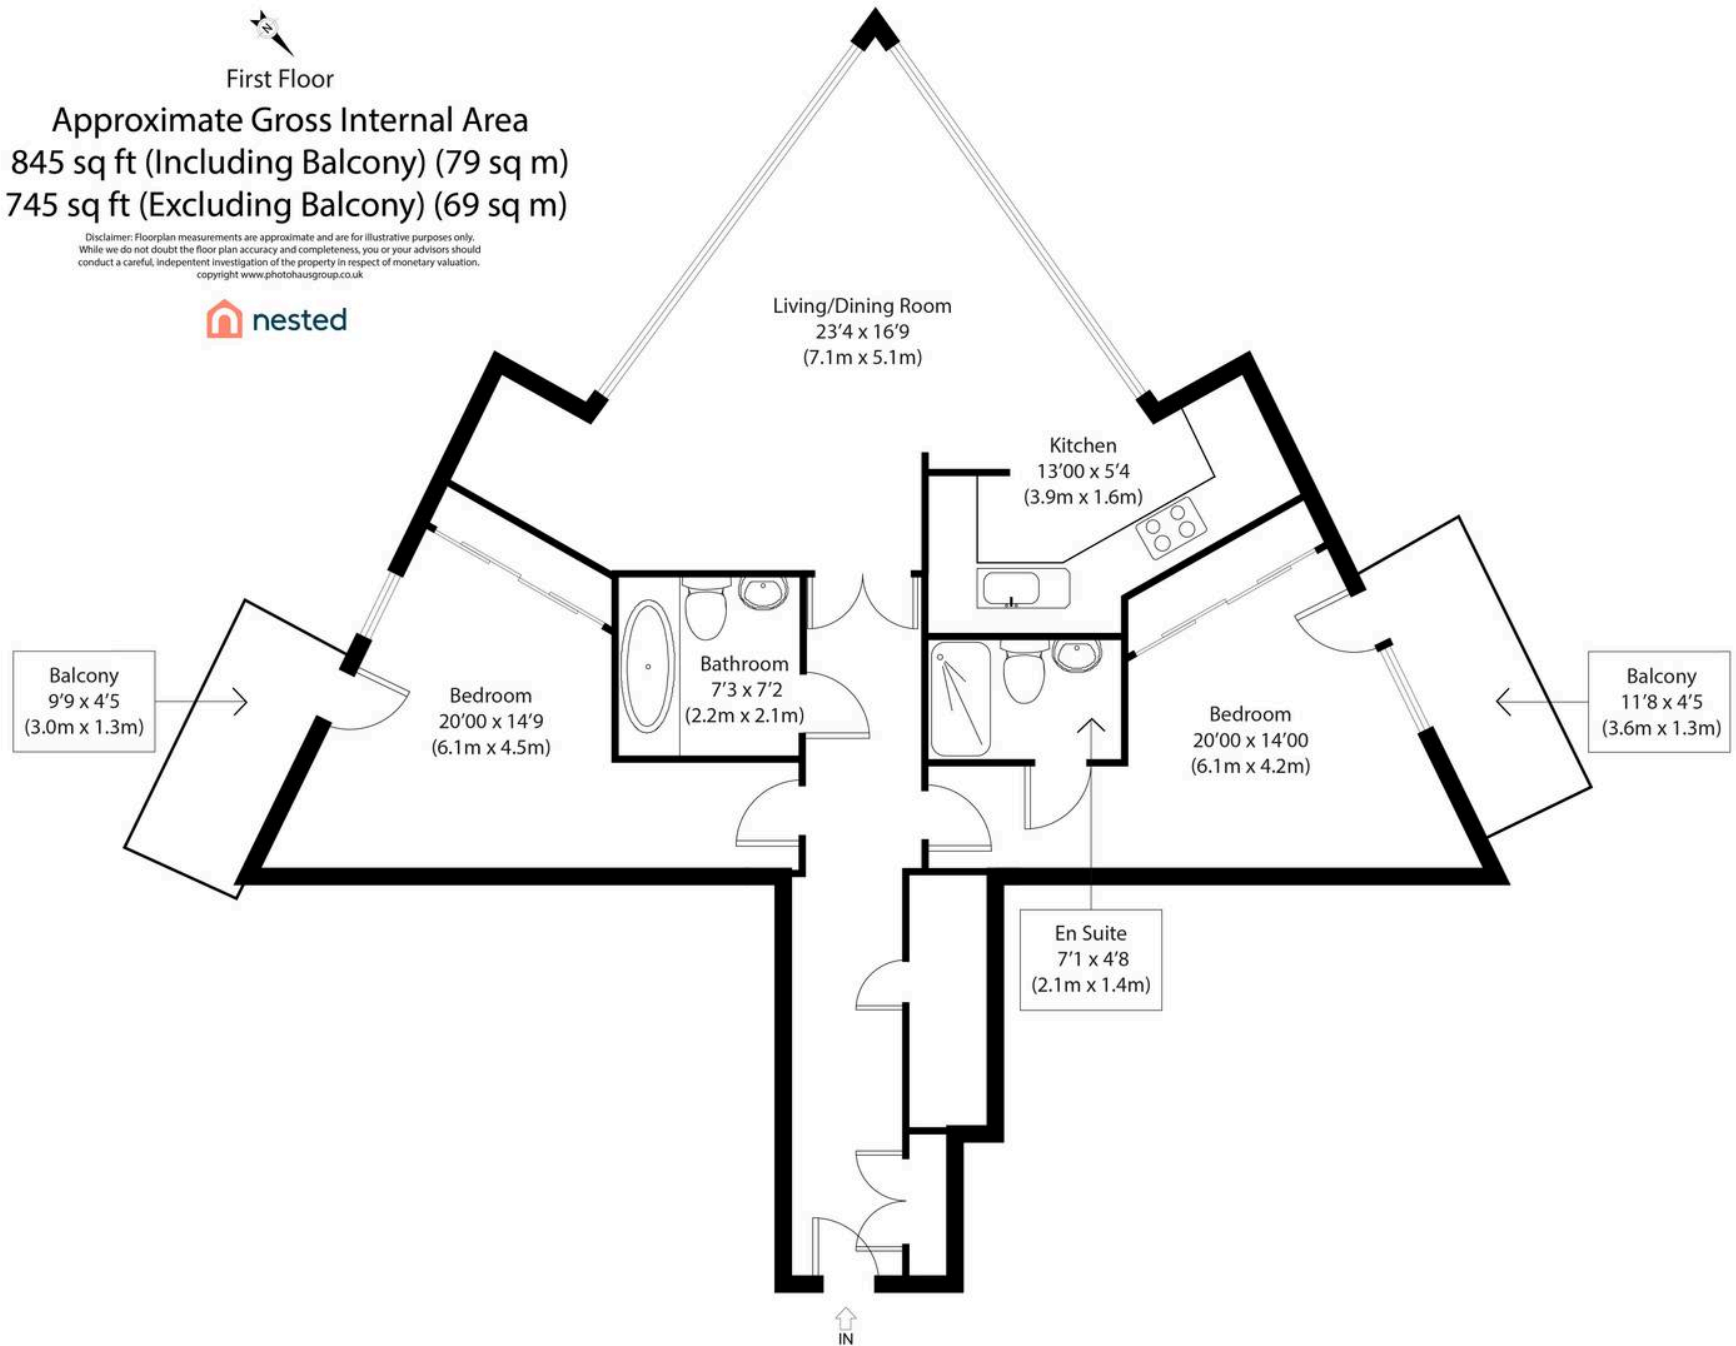 N
First Floor
Approximate Gross Internal Area
845 sq ft (Including Balcony) (79 sq m)
745 sq ft (Excluding Balcony) (69 sq m)
Disclaimer: Floorplan measurements are approximate and are for illustrative purposes only.
While we do not doubt the floor plan accuracy and completeness, you or your advisors should
conduct a careful, indepentent investigation of the property in respect of monetary valuation.
copyright www.photohausgroup.co.uk
nested
Living/Dining Room
23'4 x 16'9
(7.1m x 5.1m)
Kitchen
13'00 x 5'4
(3.9m x 1.6m)
Balcony
9'9 x 4'5
(3.0m x 1.3m)
Bedroom
20'00 x 14'9
(6.1m x 4.5m)
Bathroom
7'3 x 7'2
(2.2m x 2.1m)
Bedroom
20'00 x 14'00
(6.1m x 4.2m)
Balcony
11'8 x 4'5
(3.6m x 1.3m)
En Suite
7'1 x 4'8
(2.1m x 1.4m)
IN